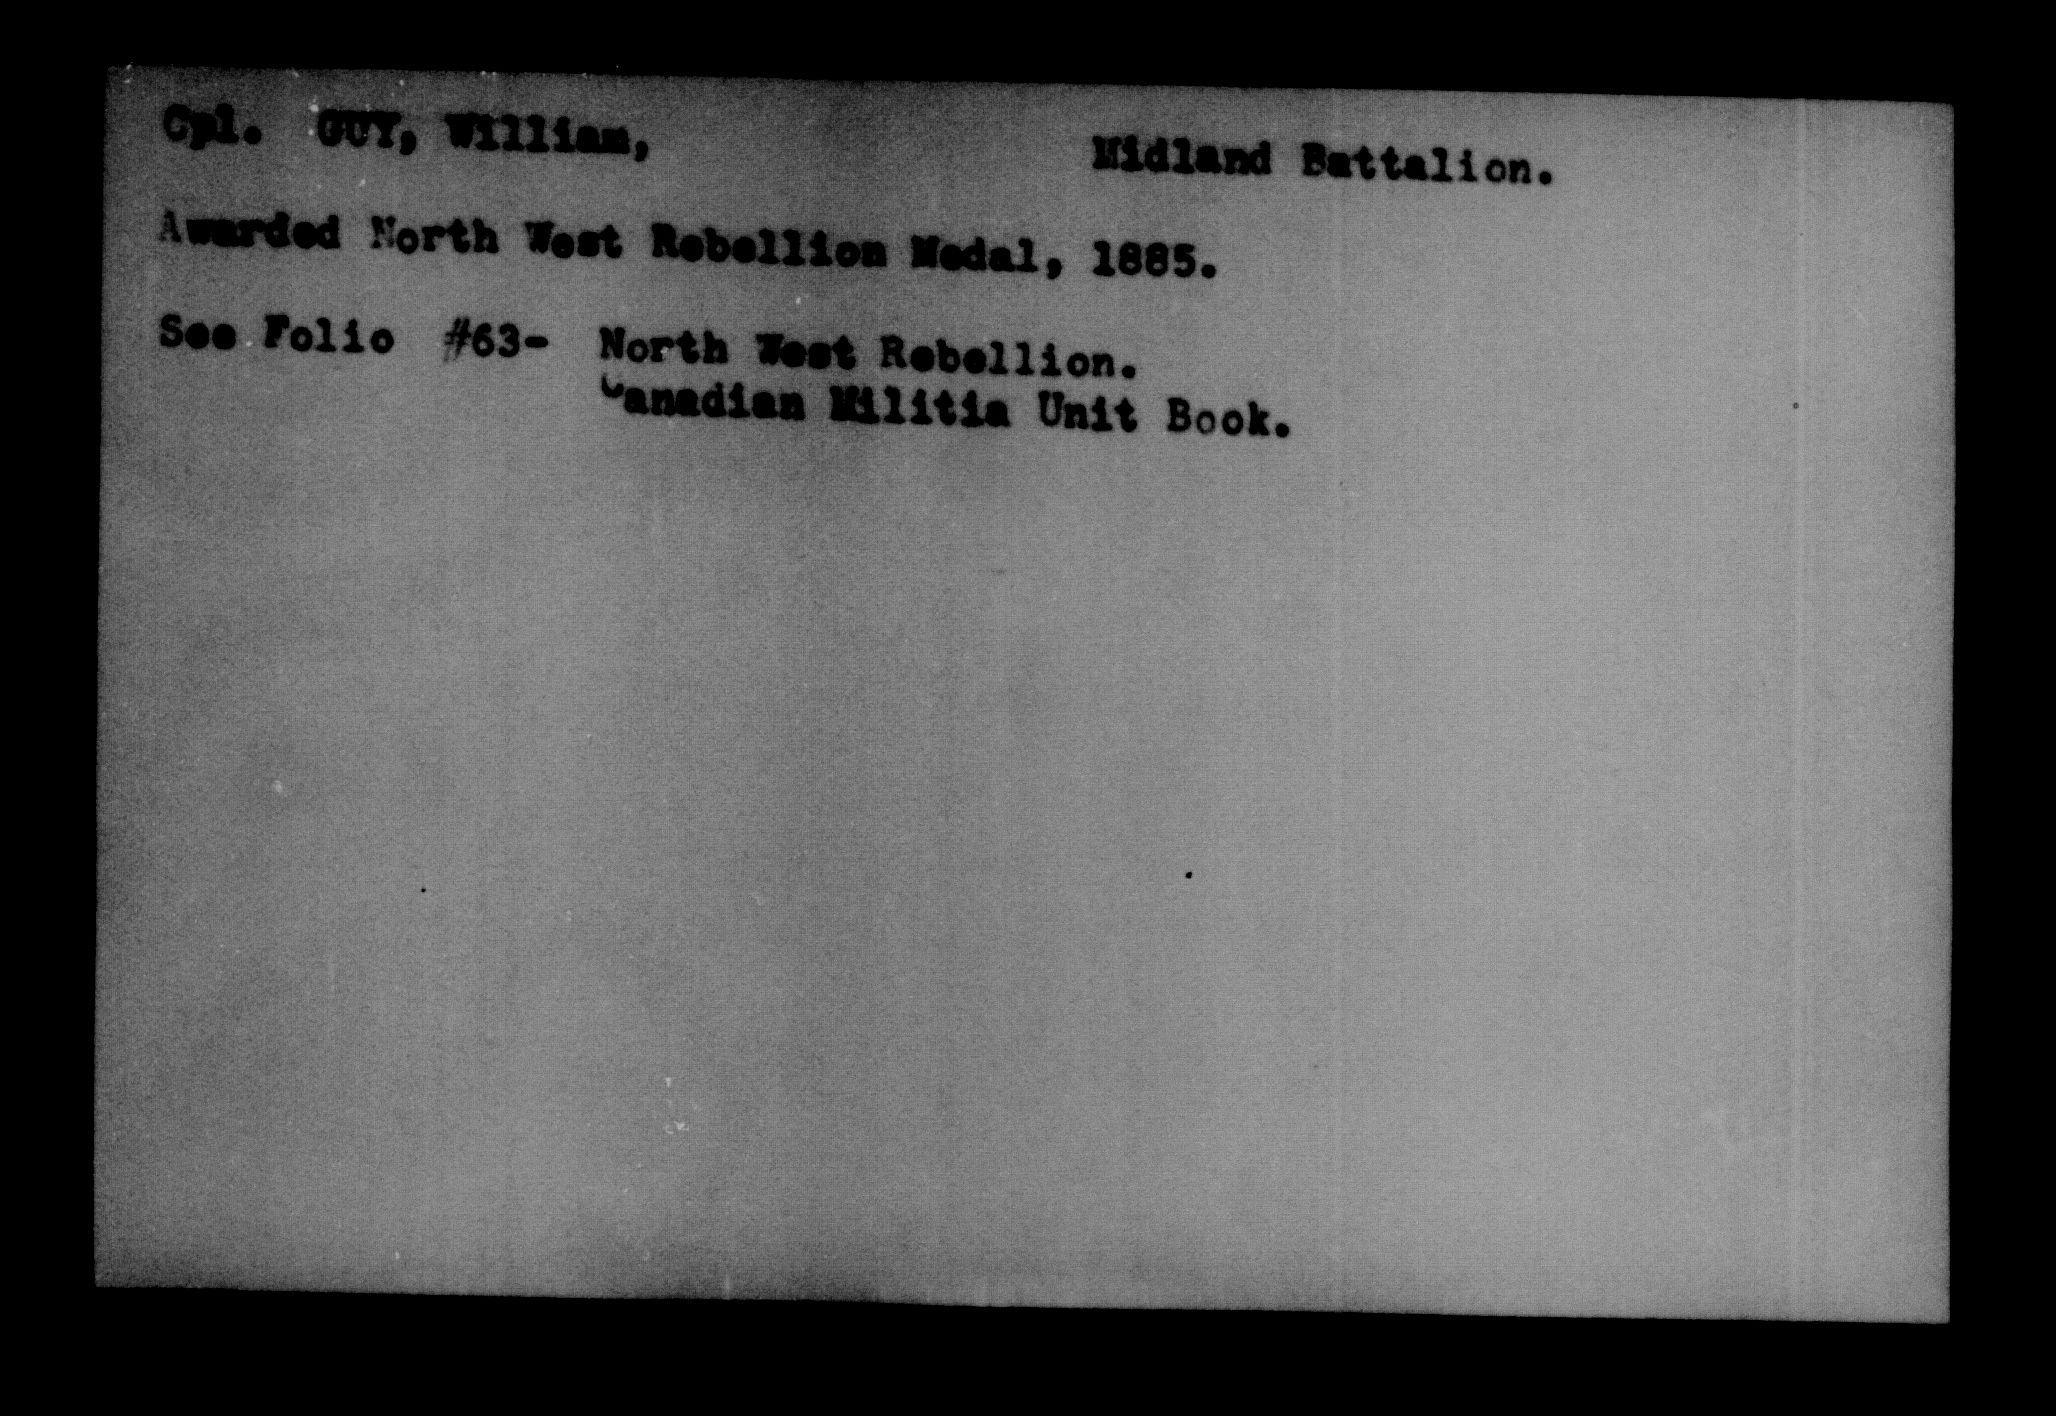 Cpl. GUY, William, Midland Battalion.
Awarded North West Rebellion Medal, 1885.
See Folio #63- North West Rebellion.
Canadian Militia Unit Book.